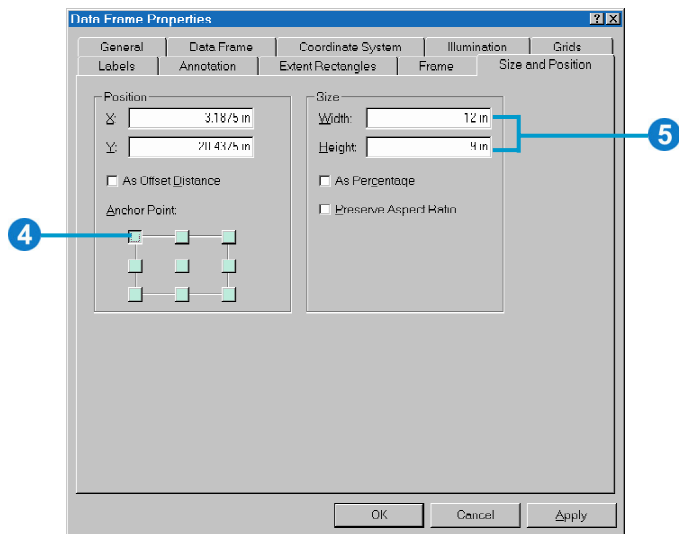 Data Frame Properties
General Data Frame Coordinate System Illumination Grids
Labels Annotation Extent Rectangles Frame Size and Position
Position
X: 3.1875 in
Y: 20.4375 in
As Offset Distance
Anchor Point:
4
Size
Width: 12 in
Height: 9 in
5
As Percentage
Preserve Aspect Ratio
OK Cancel Apply